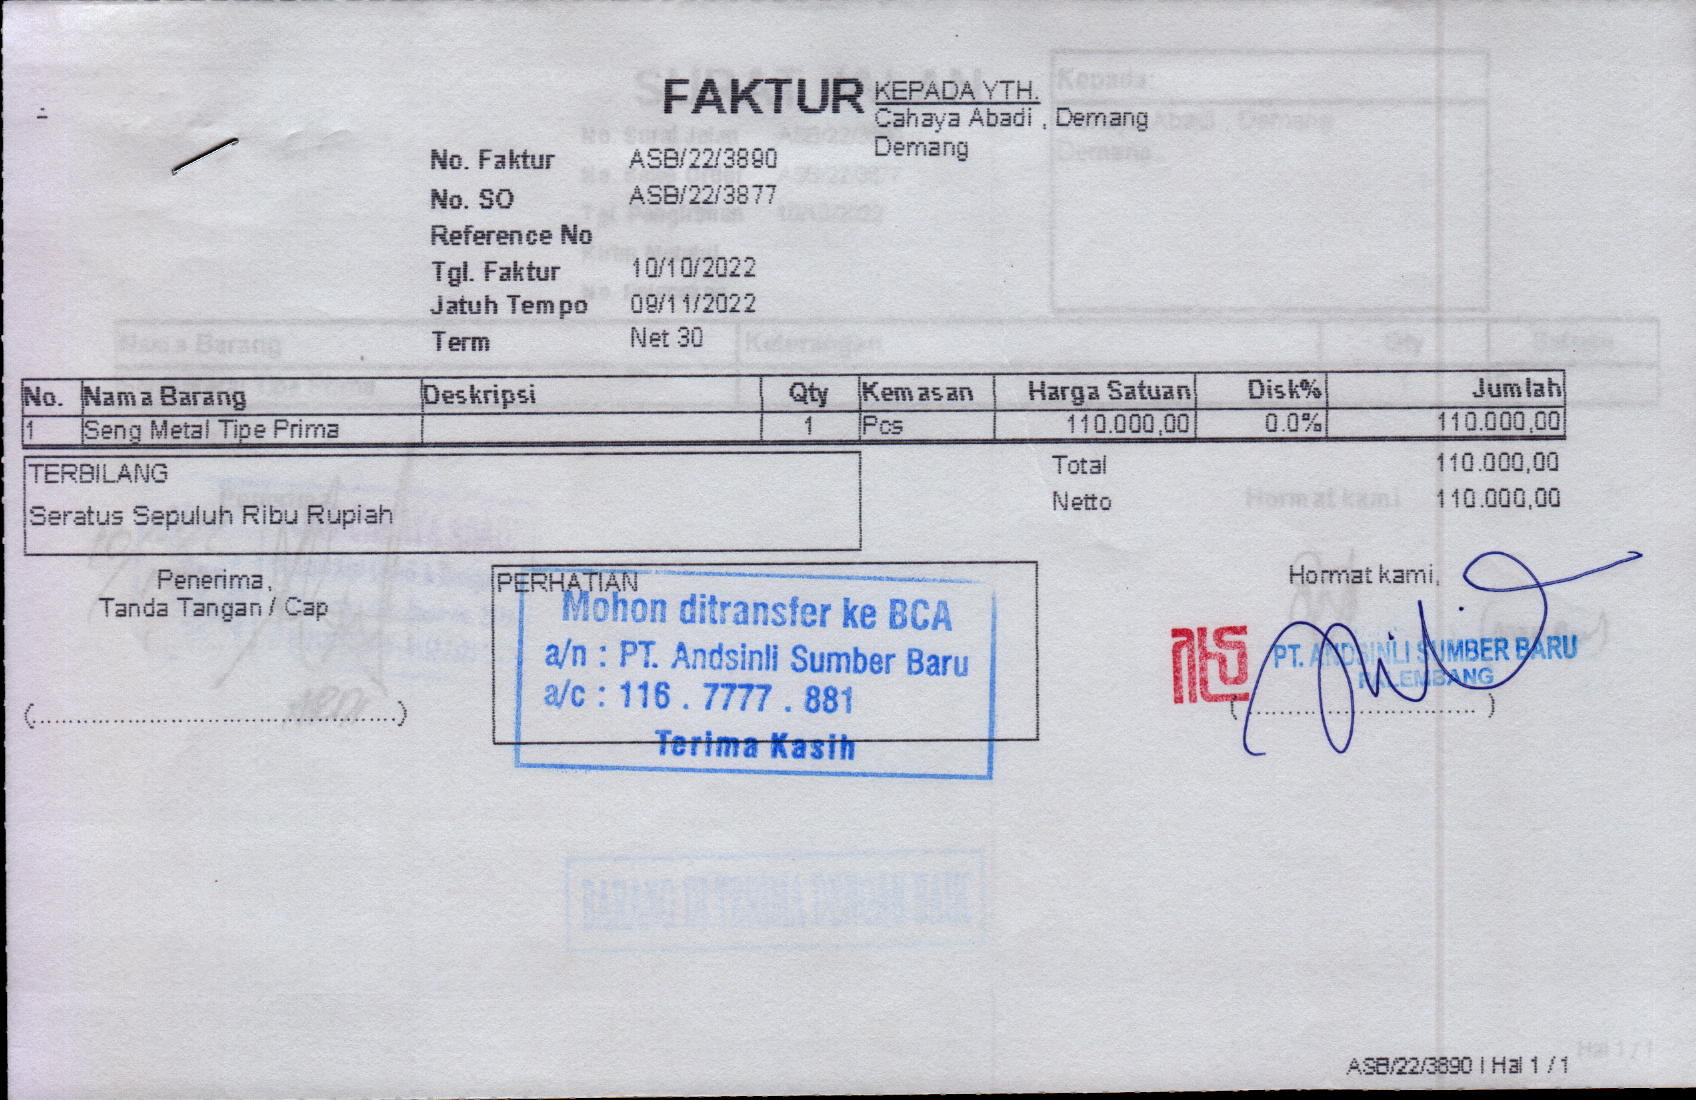 FAKTUR
KEPADA YTH.
Cahaya Abadi , Demang
Demang
No. Faktur ASB/22/3890
No. SO ASB/22/3877
Reference No
Tgl. Faktur 10/10/2022
Jatuh Tempo 09/11/2022
Term Net 30
No. Nama Barang Deskripsi Qty Kemasan Harga Satuan Disk% Jumlah
1 Seng Metal Tipe Prima 1 Pcs 110.000,00 0.0% 110.000,00
TERBILANG
Seratus Sepuluh Ribu Rupiah
Total 110.000,00
Netto 110.000,00
Penerima,
Tanda Tangan / Cap
(..........................................................)
PERHATIAN
Mohon ditransfer ke BCA
a/n : PT. Andsinli Sumber Baru
a/c : 116 . 7777 . 881
Terima Kasih
Hormat kami,
PT. ANDSINLI SUMBER BARU
PALEMBANG
(....................................)
ASB/22/3890 | Hal 1 / 1